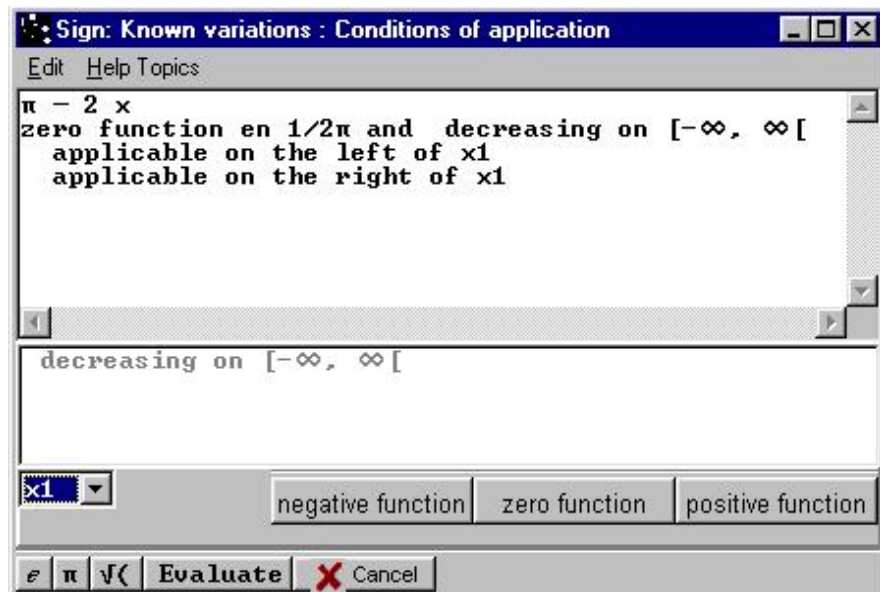 Sign: Known variations : Conditions of application
Edit Help Topics
π - 2 x
zero function en 1/2π and decreasing on [-∞, ∞[
applicable on the left of x1
applicable on the right of x1
decreasing on [-∞, ∞[
x1
negative function zero function positive function
e π √( Evaluate Cancel